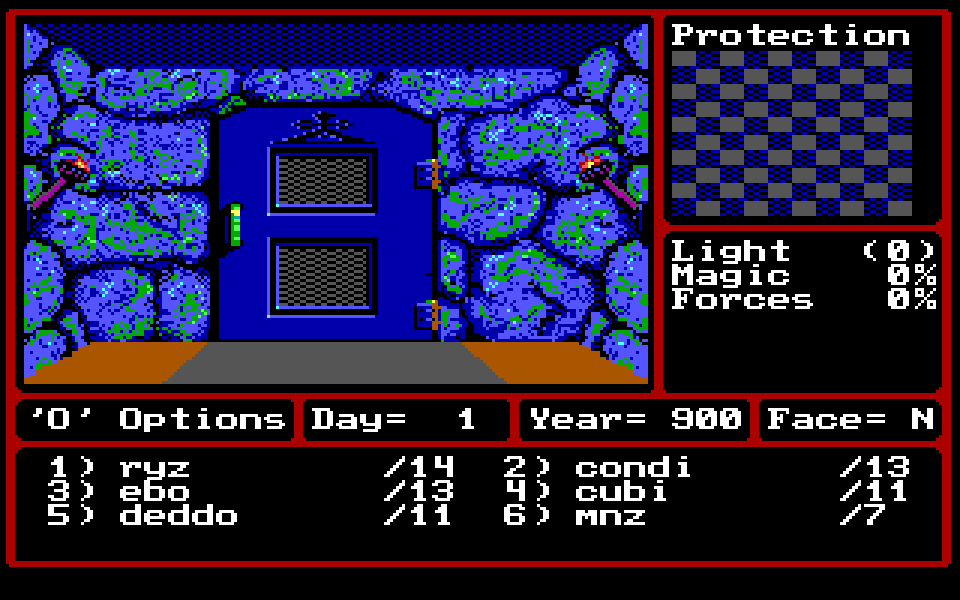 Protection
Light (0)
Magic 0%
Forces 0%
'O' Options Day= 1 Year= 900 Face= N
1) ryz /14 2) condi /13
3) ebo /13 4) cubi /11
5) deddo /11 6) mnz /7